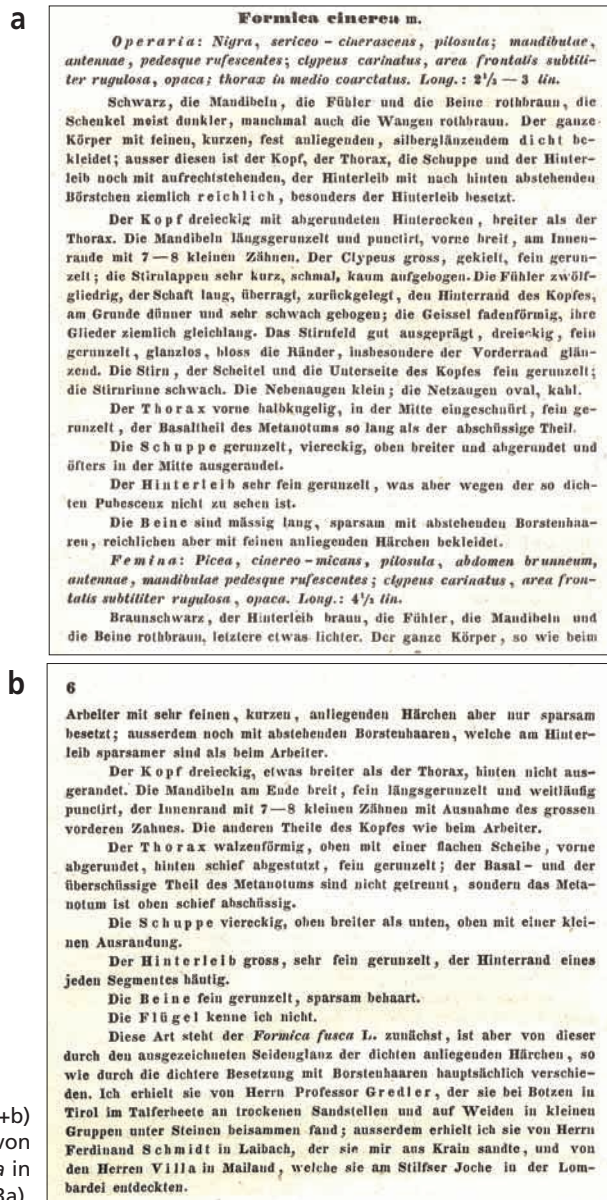 a
Formica cinerea m.
Operaria: Nigra, sericeo - cinerascens, pilosula; mandibulae,
antennae, pedesque rufescentes; clypeus carinatus, area frontalis subtili-
ter rugulosa, opaca; thorax in medio coarctatus. Long.: 2½ — 3 lin.
Schwarz, die Mandibeln, die Fühler und die Beine rothbraun, die
Schenkel meist dunkler, manchmal auch die Wangen rothbraun. Der ganze
Körper mit feinen, kurzen, fest anliegenden, silberglänzendem dicht be-
kleidet; ausser diesen ist der Kopf, der Thorax, die Schuppe und der Hinter-
leib noch mit aufrechtstehenden, der Hinterleib mit nach hinten abstehenden
Börstchen ziemlich reichlich, besonders der Hinterleib besetzt.
Der Kopf dreieckig mit abgerundeten Hinterecken, breiter als der
Thorax. Die Mandibeln längsgerunzelt und punctirt, vorne breit, am Innen-
rande mit 7—8 kleinen Zähnen. Der Clypeus gross, gekielt, fein gerun-
zelt; die Stirnlappen sehr kurz, schmal, kaum aufgebogen. Die Fühler zwölf-
gliedrig, der Schaft lang, überragt, zurückgelegt, den Hinterrand des Kopfes,
am Grunde dünner und sehr schwach gebogen; die Geissel fadenförmig, ihre
Glieder ziemlich gleichlang. Das Stirnfeld gut ausgeprägt, dreieckig, fein
gerunzelt, glanzlos, bloss die Ränder, insbesondere der Vorderrand glän-
zend. Die Stirn, der Scheitel und die Unterseite des Kopfes fein gerunzelt;
die Stirnrinne schwach. Die Nebenaugen klein; die Netzaugen oval, kahl.
Der Thorax vorne halbkugelig, in der Mitte eingeschnürt, fein ge-
runzelt, der Basaltheil des Metanotums so lang als der abschüssige Theil.
Die Schuppe gerunzelt, viereckig, oben breiter und abgerundet und
öfters in der Mitte ausgerandet.
Der Hinterleib sehr fein gerunzelt, was aber wegen der so dich-
ten Pubescenz nicht zu sehen ist.
Die Beine sind mässig lang, sparsam mit abstehenden Borstenhaa-
ren, reichlichen aber mit feinen anliegenden Härchen bekleidet.
Femina: Picea, cinereo - micans, pilosula, abdomen brunneum,
antennae, mandibulae pedesque rufescentes; clypeus carinatus, area fron-
talis subtiliter rugulosa, opaca. Long.: 4½ lin.
Braunschwarz, der Hinterleib braun, die Fühler, die Mandibeln und
die Beine rothbraun, letztere etwas lichter. Der ganze Körper, so wie beim
b
6
Arbeiter mit sehr feinen, kurzen, anliegenden Härchen aber nur sparsam
besetzt; ausserdem noch mit abstehenden Borstenhaaren, welche am Hinter-
leib sparsamer sind als beim Arbeiter.
Der Kopf dreieckig, etwas breiter als der Thorax, hinten nicht aus-
gerandet. Die Mandibeln am Ende breit, fein längsgerunzelt und weitläufig
punctirt, der Innenrand mit 7—8 kleinen Zähnen mit Ausnahme des grossen
vorderen Zahnes. Die anderen Theile des Kopfes wie beim Arbeiter.
Der Thorax walzenförmig, oben mit einer flachen Scheibe, vorne
abgerundet, hinten schief abgestutzt, fein gerunzelt; der Basal- und der
überschüssige Theil des Metanotums sind nicht getrennt, sondern das Meta-
notum ist oben schief abschüssig.
Die Schuppe viereckig, oben breiter als unten, oben mit einer klei-
nen Ausrandung.
Der Hinterleib gross, sehr fein gerunzelt, der Hinterrand eines
jeden Segmentes häutig.
Die Beine fein gerunzelt, sparsam behaart.
Die Flügel kenne ich nicht.
Diese Art steht der Formica fusca L. zunächst, ist aber von dieser
durch den ausgezeichneten Seidenglanz der dichten anliegenden Härchen, so
wie durch die dichtere Besetzung mit Borstenhaaren hauptsächlich verschie-
den. Ich erhielt sie von Herrn Professor Gredler, der sie bei Botzen in
Tirol im Talferbeete an trockenen Sandstellen und auf Weiden in kleinen
Gruppen unter Steinen beisammen fand; ausserdem erhielt ich sie von Herrn
Ferdinand Schmidt in Laibach, der sie mir aus Krain sandte, und von
den Herren Villa in Mailand, welche sie am Stilfser Joche in der Lom-
bardei entdeckten.
+b)
von
a in
3a)